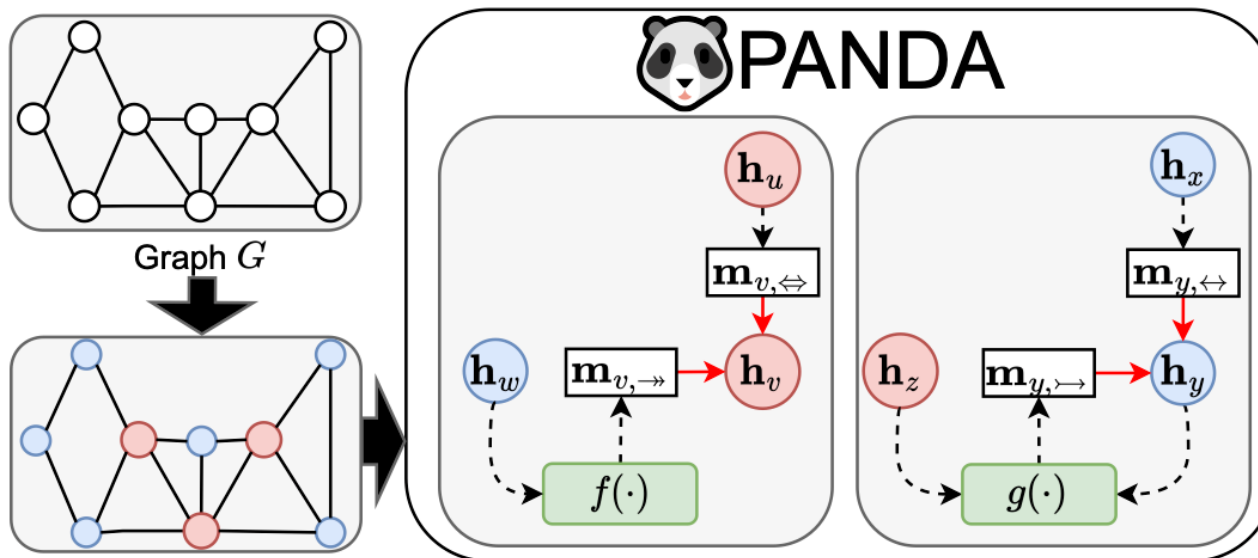 PANDA
Graph G
h_u
m_{v,⇔}
h_w
m_{v,↠}
h_v
f(·)
h_x
m_{y,↔}
h_z
m_{y,↣}
h_y
g(·)